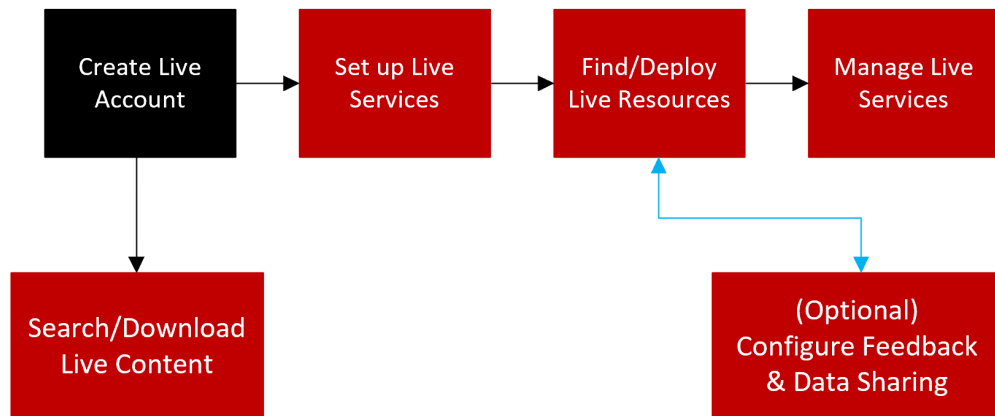 Create Live
Account
Set up Live
Services
Find/Deploy
Live Resources
Manage Live
Services
Search/Download
Live Content
(Optional)
Configure Feedback
& Data Sharing